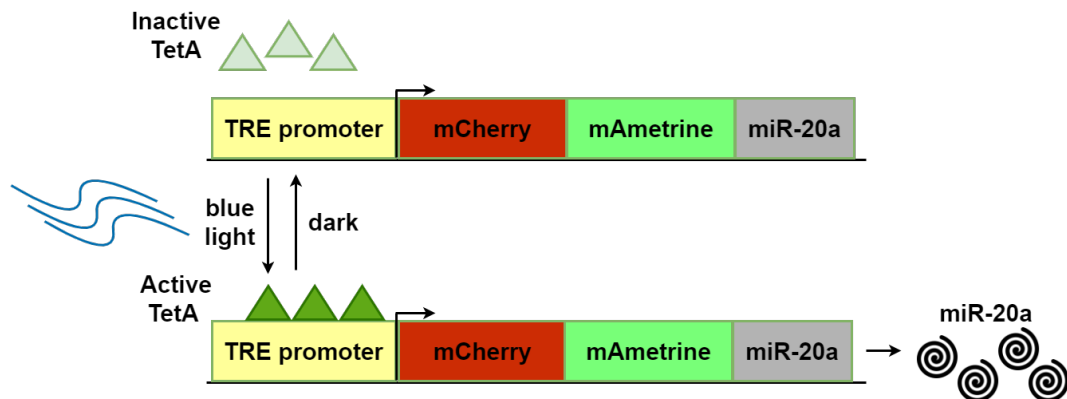 Inactive
TetA
TRE promoter mCherry mAmetrine miR-20a
blue
light
dark
Active
TetA
miR-20a
TRE promoter mCherry mAmetrine miR-20a